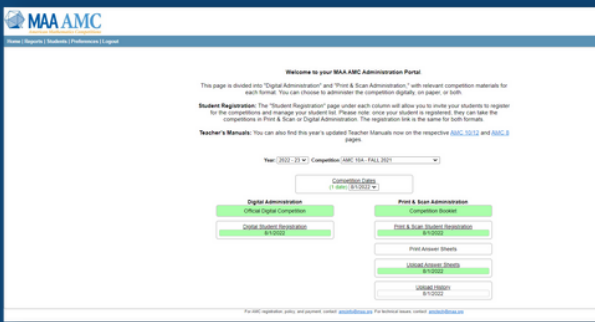 MAA AMC
American Mathematics Competitions
Home | Reports | Students | Preferences | Logout
Welcome to your MAA AMC Administration Portal
This page is divided into "Digital Administration" and "Print & Scan Administration," with relevant competition materials for
each format. You can choose to administer the competition digitally, on paper, or both.
Student Registration: The "Student Registration" page under each column will allow you to invite your students to register
for the competitions and manage your student list. Please note: once your student is registered, they can take the
competitions in Print & Scan or Digital Administration. The registration link is the same for both formats.
Teacher's Manuals: You can also find this year's updated Teacher Manuals now on the respective AMC 10/12 and AMC 8
pages.
Year: 2022 - 23 Competition: AMC 10A - FALL 2021
Competition Dates
(1 date) 8/1/2022
Digital Administration
Official Digital Competition
Digital Student Registration
8/1/2022
Print & Scan Administration
Competition Booklet
Print & Scan Student Registration
8/1/2022
Print Answer Sheets
Upload Answer Sheets
8/1/2022
Upload History
8/1/2022
For AMC registration, policy, and payment, contact: amcinfo@maa.org. For technical issues, contact: